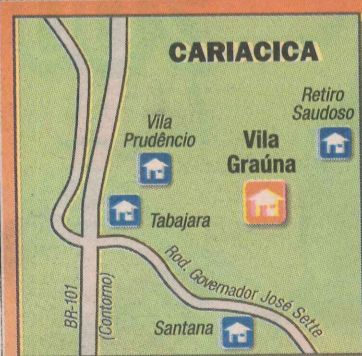 CARIACICA
Retiro
Saudoso
Vila
Prudêncio
Vila
Graúna
Tabajara
Rod. Governador José Sette
BR-101
(Contorno)
Santana